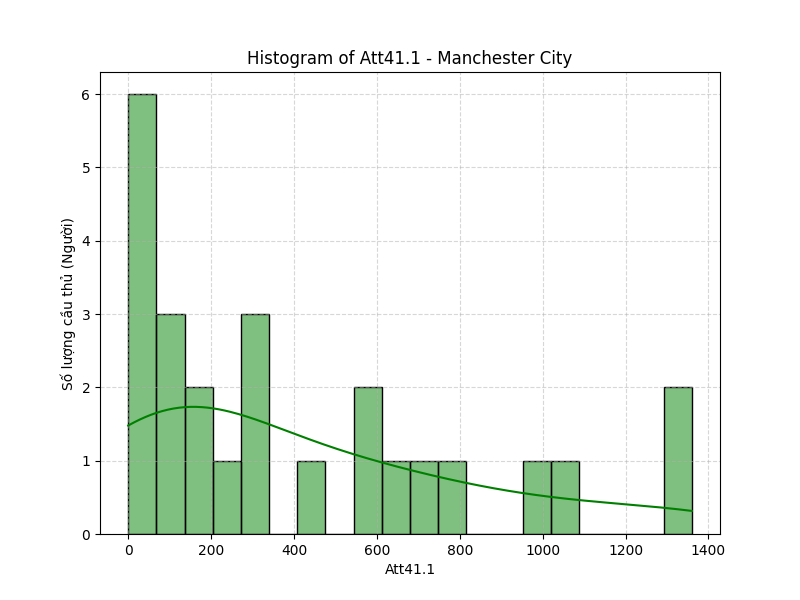 Histogram of Att41.1 - Manchester City
Số lượng cầu thủ (Người)
6
5
4
3
2
1
0
0 200 400 600 800 1000 1200 1400
Att41.1